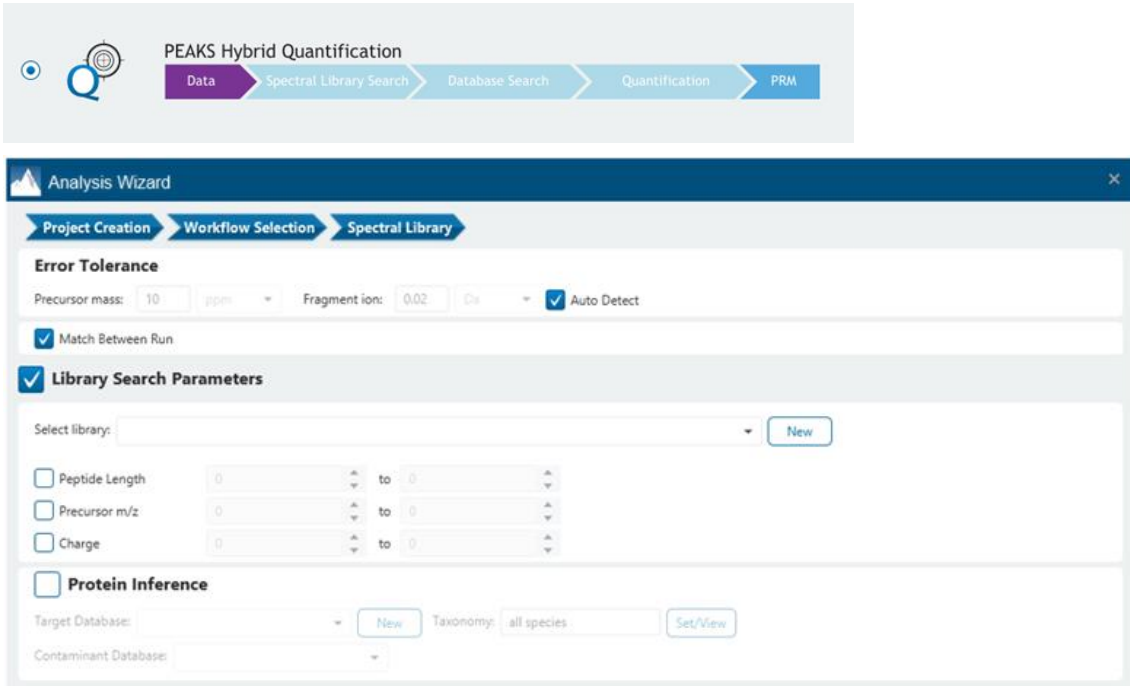 PEAKS Hybrid Quantification
Data Spectral Library Search Database Search Quantification PRM
Analysis Wizard
Project Creation Workflow Selection Spectral Library
Error Tolerance
Precursor mass: 10 ppm Fragment ion: 0.02 Da Auto Detect
Match Between Run
Library Search Parameters
Select library: New
Peptide Length 0 to 0
Precursor m/z 0 to 0
Charge 0 to 0
Protein Inference
Target Database: New Taxonomy: all species Set/View
Contaminant Database: